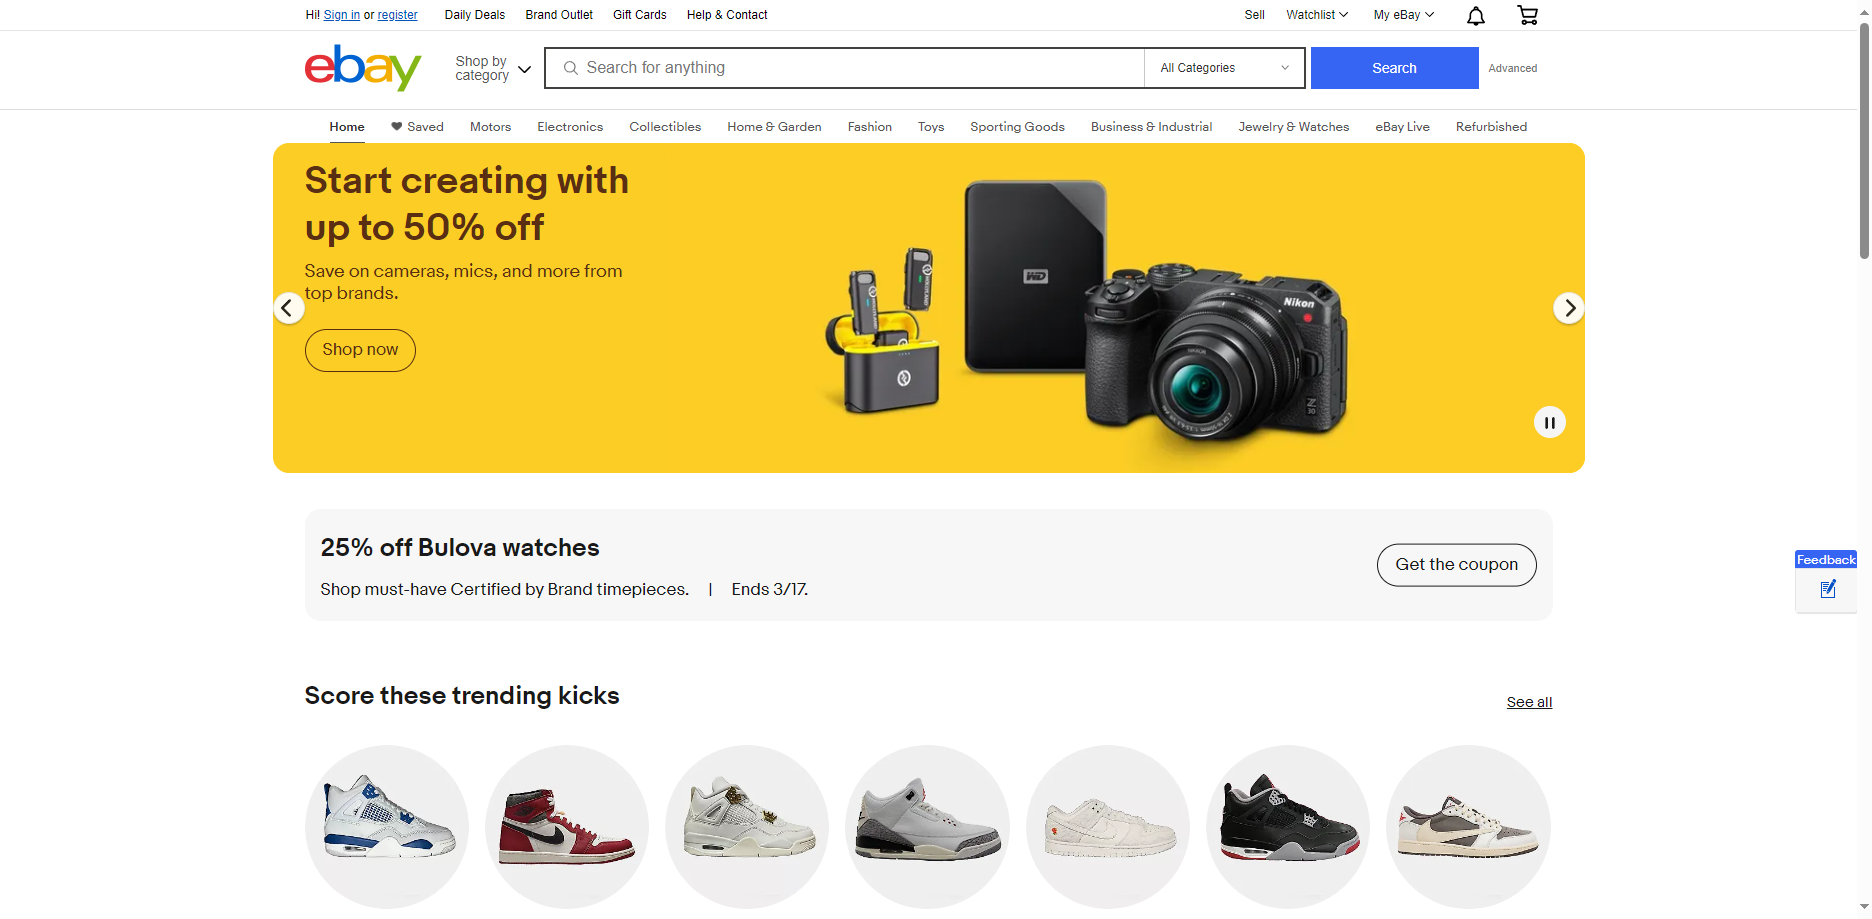 Hi! Sign in or register
Daily Deals
Brand Outlet
Gift Cards
Help & Contact
Sell
Watchlist
My eBay
ebay
Shop by
category
Search for anything
All Categories
Search
Advanced
Home
Saved
Motors
Electronics
Collectibles
Home & Garden
Fashion
Toys
Sporting Goods
Business & Industrial
Jewelry & Watches
eBay Live
Refurbished
Start creating with
up to 50% off
Save on cameras, mics, and more from
top brands.
Shop now
WD
Nikon
Z
30
25% off Bulova watches
Shop must-have Certified by Brand timepieces. | Ends 3/17.
Get the coupon
Feedback
Score these trending kicks
See all